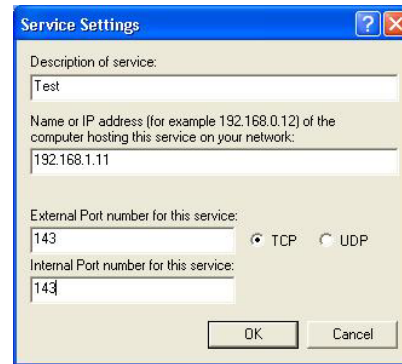 Service Settings
Description of service:
Test
Name or IP address (for example 192.168.0.12) of the
computer hosting this service on your network:
192.168.1.11
External Port number for this service:
143
TCP
UDP
Internal Port number for this service:
143
OK
Cancel